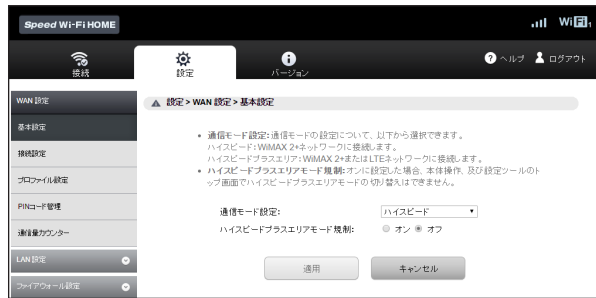 Speed Wi-Fi HOME
WiFi 1
接続
設定
バージョン
? ヘルプ ログアウト
WAN 設定
基本設定
接続設定
プロファイル設定
PINコード管理
通信量カウンター
LAN 設定
ファイアウォール設定
設定 > WAN 設定 > 基本設定
• 通信モード設定:通信モードの設定について、以下から選択できます。
ハイスピード:WiMAX 2+ネットワークに接続します。
ハイスピードプラスエリア:WiMAX 2+またはLTEネットワークに接続します。
• ハイスピードプラスエリアモード規制:オンに設定した場合、本体操作、及び設定ツールのト
ップ画面でハイスピードプラスエリアモードの切り替えはできません。
通信モード設定: ハイスピード
ハイスピードプラスエリアモード規制: オン オフ
適用 キャンセル